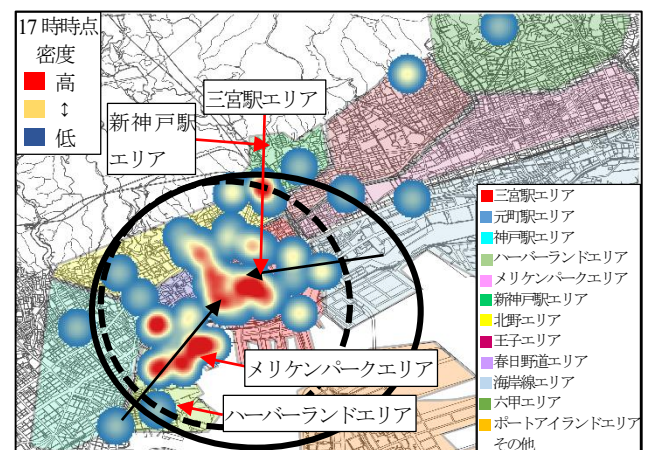 17時時点
密度
高
↕
低
三宮駅エリア
新神戸駅
エリア
メリケンパークエリア
ハーバーランドエリア
三宮駅エリア
元町駅エリア
神戸駅エリア
ハーバーランドエリア
メリケンパークエリア
新神戸駅エリア
北野エリア
王子エリア
春日野道エリア
海岸線エリア
六甲エリア
ポートアイランドエリア
その他